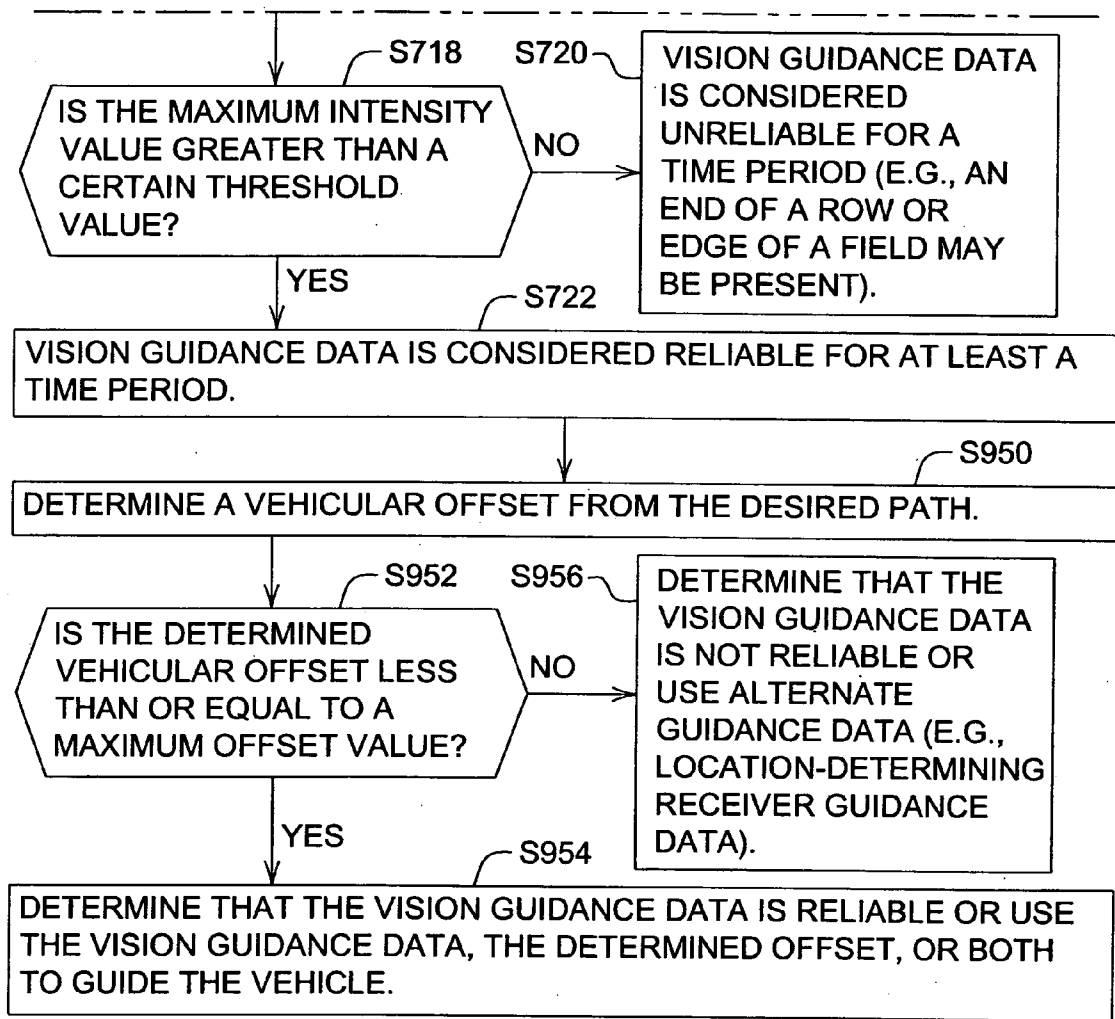 S718
IS THE MAXIMUM INTENSITY
VALUE GREATER THAN A
CERTAIN THRESHOLD
VALUE?
NO
S720
VISION GUIDANCE DATA
IS CONSIDERED
UNRELIABLE FOR A
TIME PERIOD (E.G., AN
END OF A ROW OR
EDGE OF A FIELD MAY
BE PRESENT).
YES
S722
VISION GUIDANCE DATA IS CONSIDERED RELIABLE FOR AT LEAST A
TIME PERIOD.
S950
DETERMINE A VEHICULAR OFFSET FROM THE DESIRED PATH.
S952
IS THE DETERMINED
VEHICULAR OFFSET LESS
THAN OR EQUAL TO A
MAXIMUM OFFSET VALUE?
NO
S956
DETERMINE THAT THE
VISION GUIDANCE DATA
IS NOT RELIABLE OR
USE ALTERNATE
GUIDANCE DATA (E.G.,
LOCATION-DETERMINING
RECEIVER GUIDANCE
DATA).
YES
S954
DETERMINE THAT THE VISION GUIDANCE DATA IS RELIABLE OR USE
THE VISION GUIDANCE DATA, THE DETERMINED OFFSET, OR BOTH
TO GUIDE THE VEHICLE.